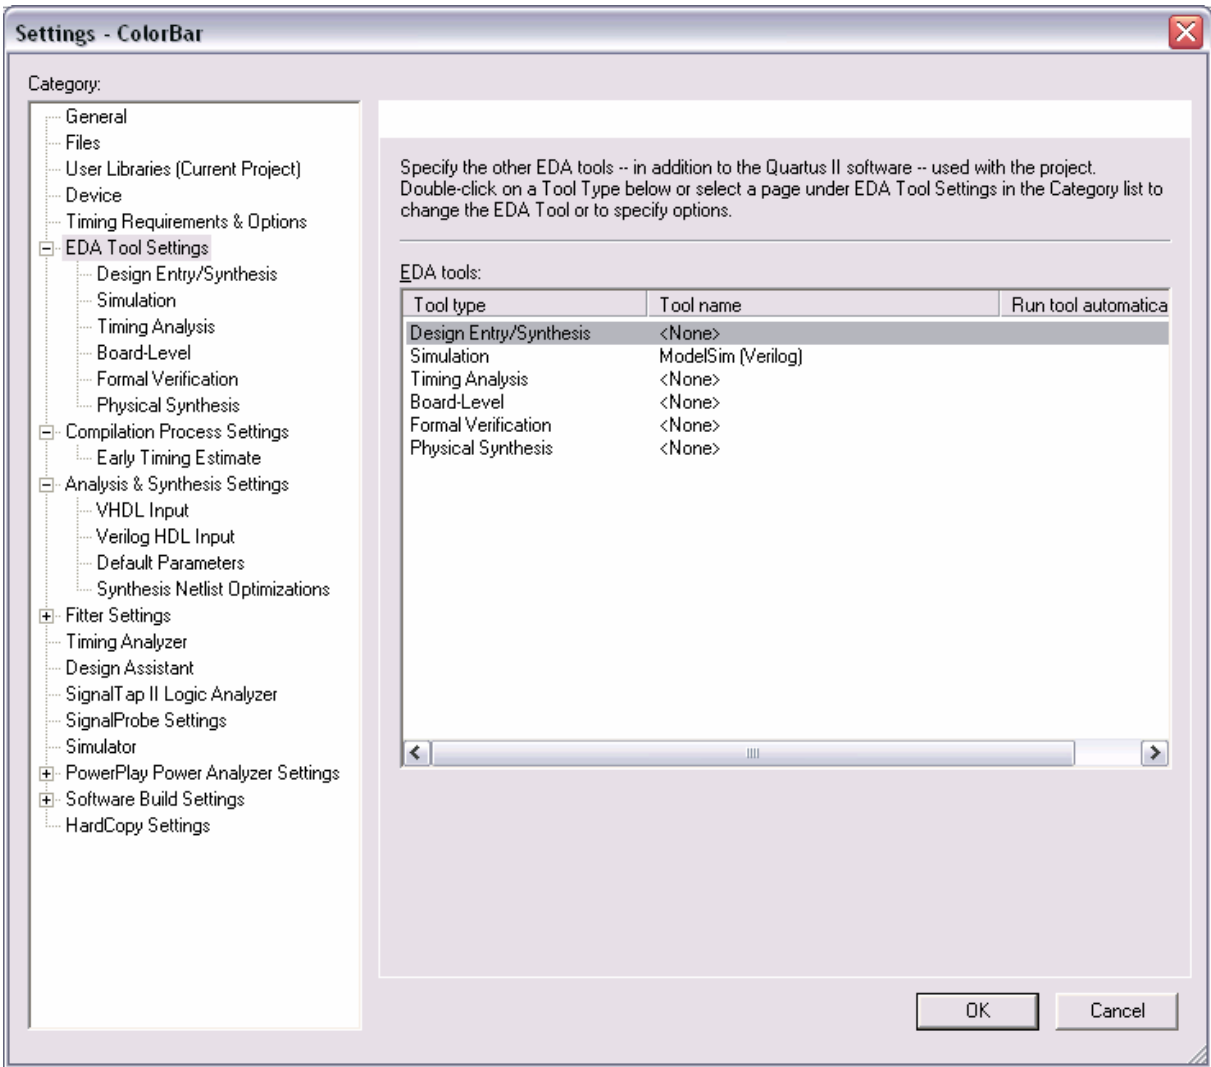 Settings - ColorBar
Category:
General
Files
User Libraries (Current Project)
Device
Timing Requirements & Options
EDA Tool Settings
Design Entry/Synthesis
Simulation
Timing Analysis
Board-Level
Formal Verification
Physical Synthesis
Compilation Process Settings
Early Timing Estimate
Analysis & Synthesis Settings
VHDL Input
Verilog HDL Input
Default Parameters
Synthesis Netlist Optimizations
Fitter Settings
Timing Analyzer
Design Assistant
SignalTap II Logic Analyzer
SignalProbe Settings
Simulator
PowerPlay Power Analyzer Settings
Software Build Settings
HardCopy Settings
Specify the other EDA tools -- in addition to the Quartus II software -- used with the project.
Double-click on a Tool Type below or select a page under EDA Tool Settings in the Category list to
change the EDA Tool or to specify options.
EDA tools:
Tool type Tool name Run tool automatica
Design Entry/Synthesis <None>
Simulation ModelSim (Verilog)
Timing Analysis <None>
Board-Level <None>
Formal Verification <None>
Physical Synthesis <None>
OK Cancel